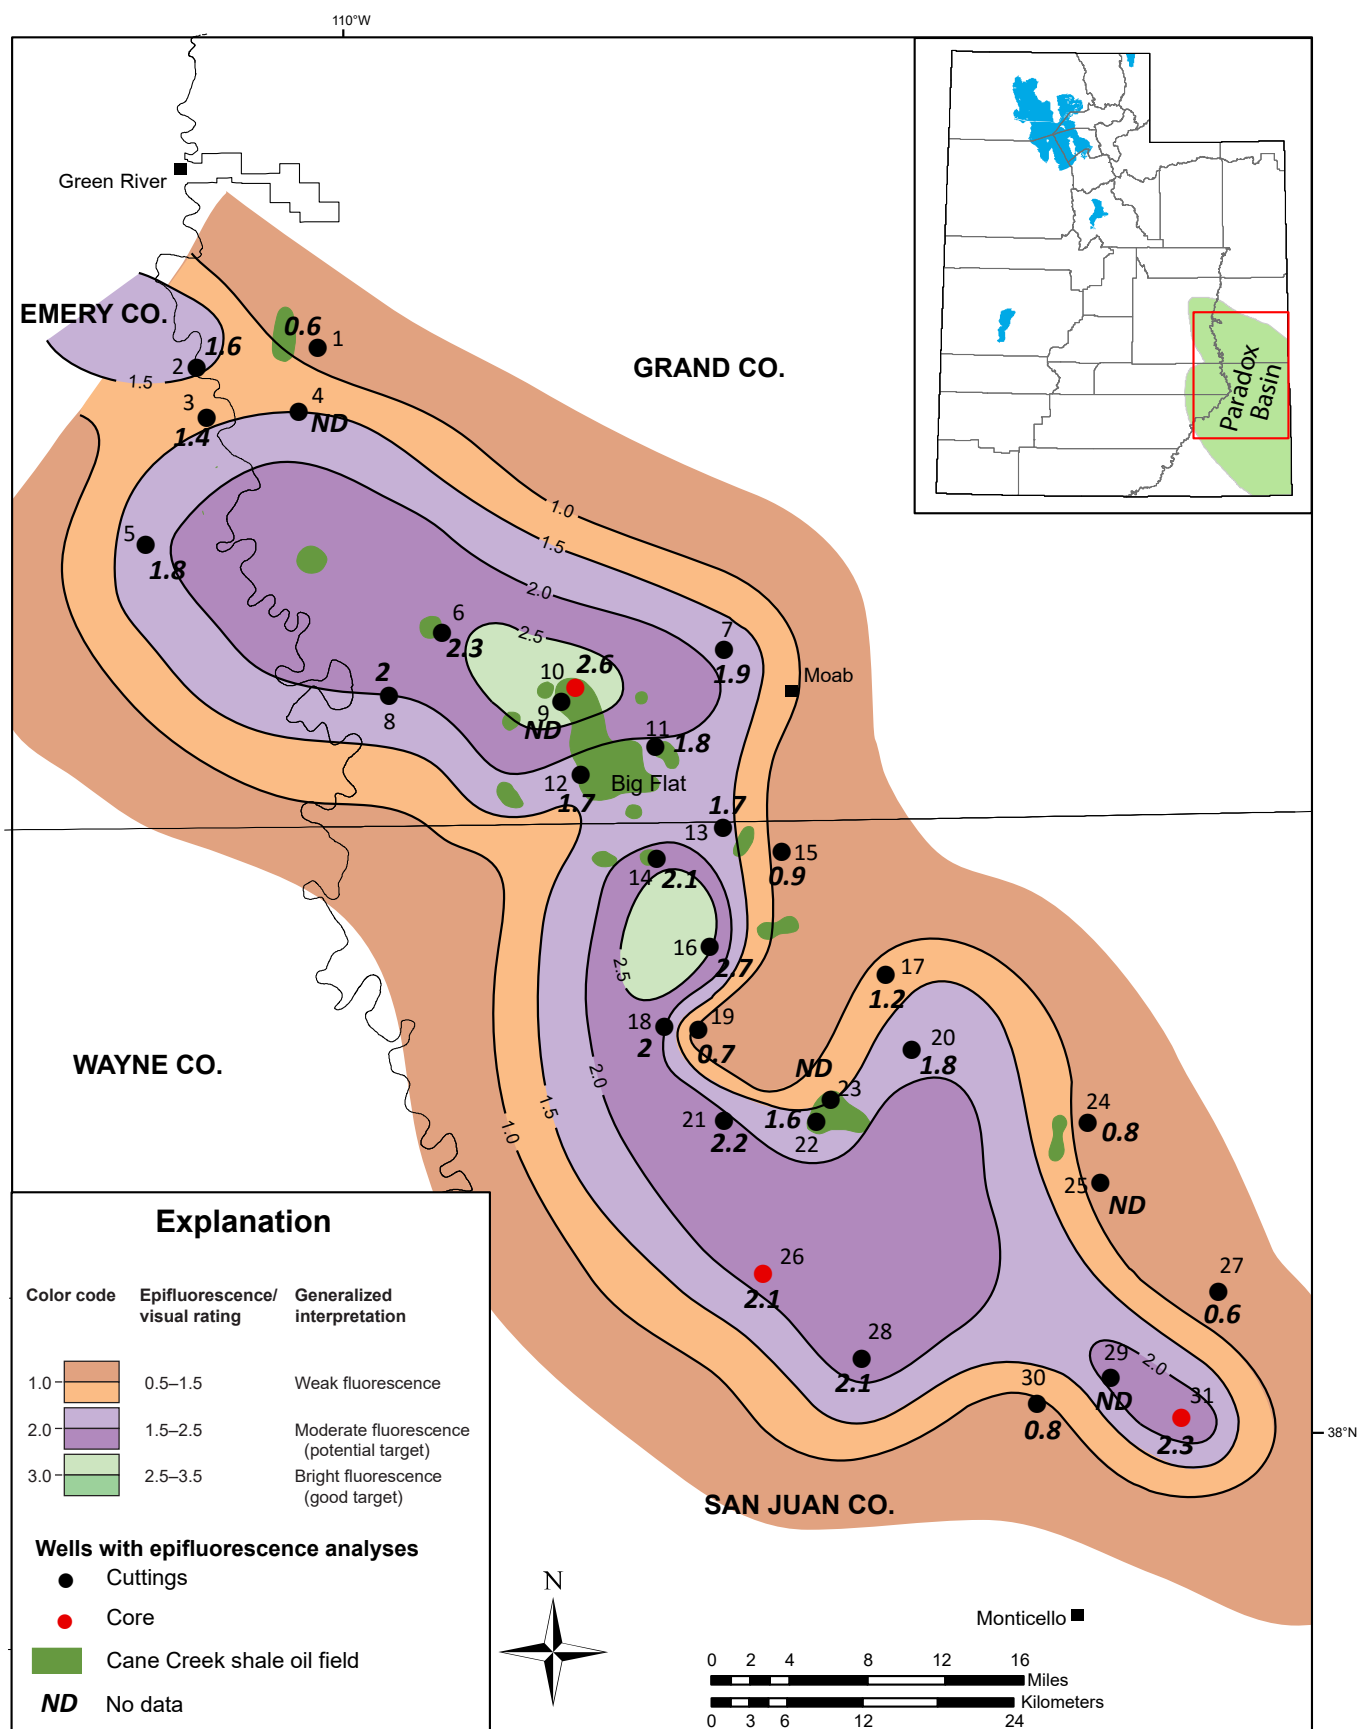 110°W
Green River
EMERY CO.
0.6
1
1.6
2
1.5
GRAND CO.
3
1.4
4
ND
1.0
1.5
5
1.8
2.0
6
2.3
2.5
7
1.9
Moab
10
2.6
2
8
9
ND
11
1.8
12
1.7
Big Flat
1.7
13
15
0.9
14
2.1
16
2.7
2.5
17
1.2
18
2
19
0.7
20
1.8
WAYNE CO.
ND
23
2.0
1.5
1.0
21
2.2
1.6
22
24
0.8
25
ND
26
2.1
27
0.6
28
2.1
29
ND
2.0
30
0.8
31
2.3
38°N
SAN JUAN CO.
Monticello
Paradox
Basin
Explanation
Color code
Epifluorescence/
visual rating
Generalized
interpretation
1.0
0.5–1.5
Weak fluorescence
2.0
1.5–2.5
Moderate fluorescence
(potential target)
3.0
2.5–3.5
Bright fluorescence
(good target)
Wells with epifluorescence analyses
Cuttings
Core
Cane Creek shale oil field
ND No data
N
0 2 4 8 12 16
Miles
Kilometers
0 3 6 12 24